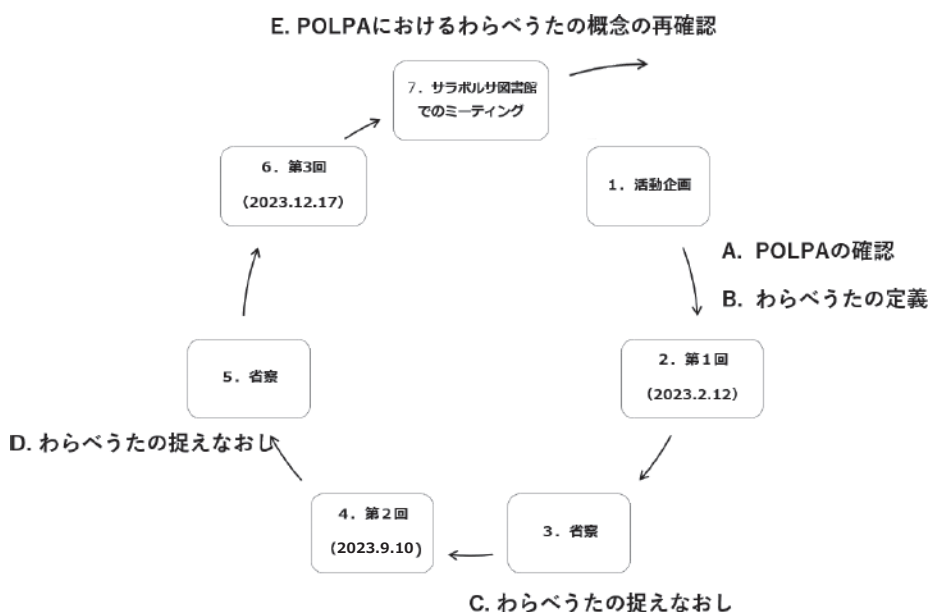 E. POLPAにおけるわらべうたの概念の再確認
7．サラボルサ図書館
でのミーティング
6．第3回
（2023.12.17）
1．活動企画
A. POLPAの確認
B. わらべうたの定義
2．第１回
（2023.2.12）
5．省察
D. わらべうたの捉えなおし
4．第２回
（2023.9.10）
3．省察
C. わらべうたの捉えなおし